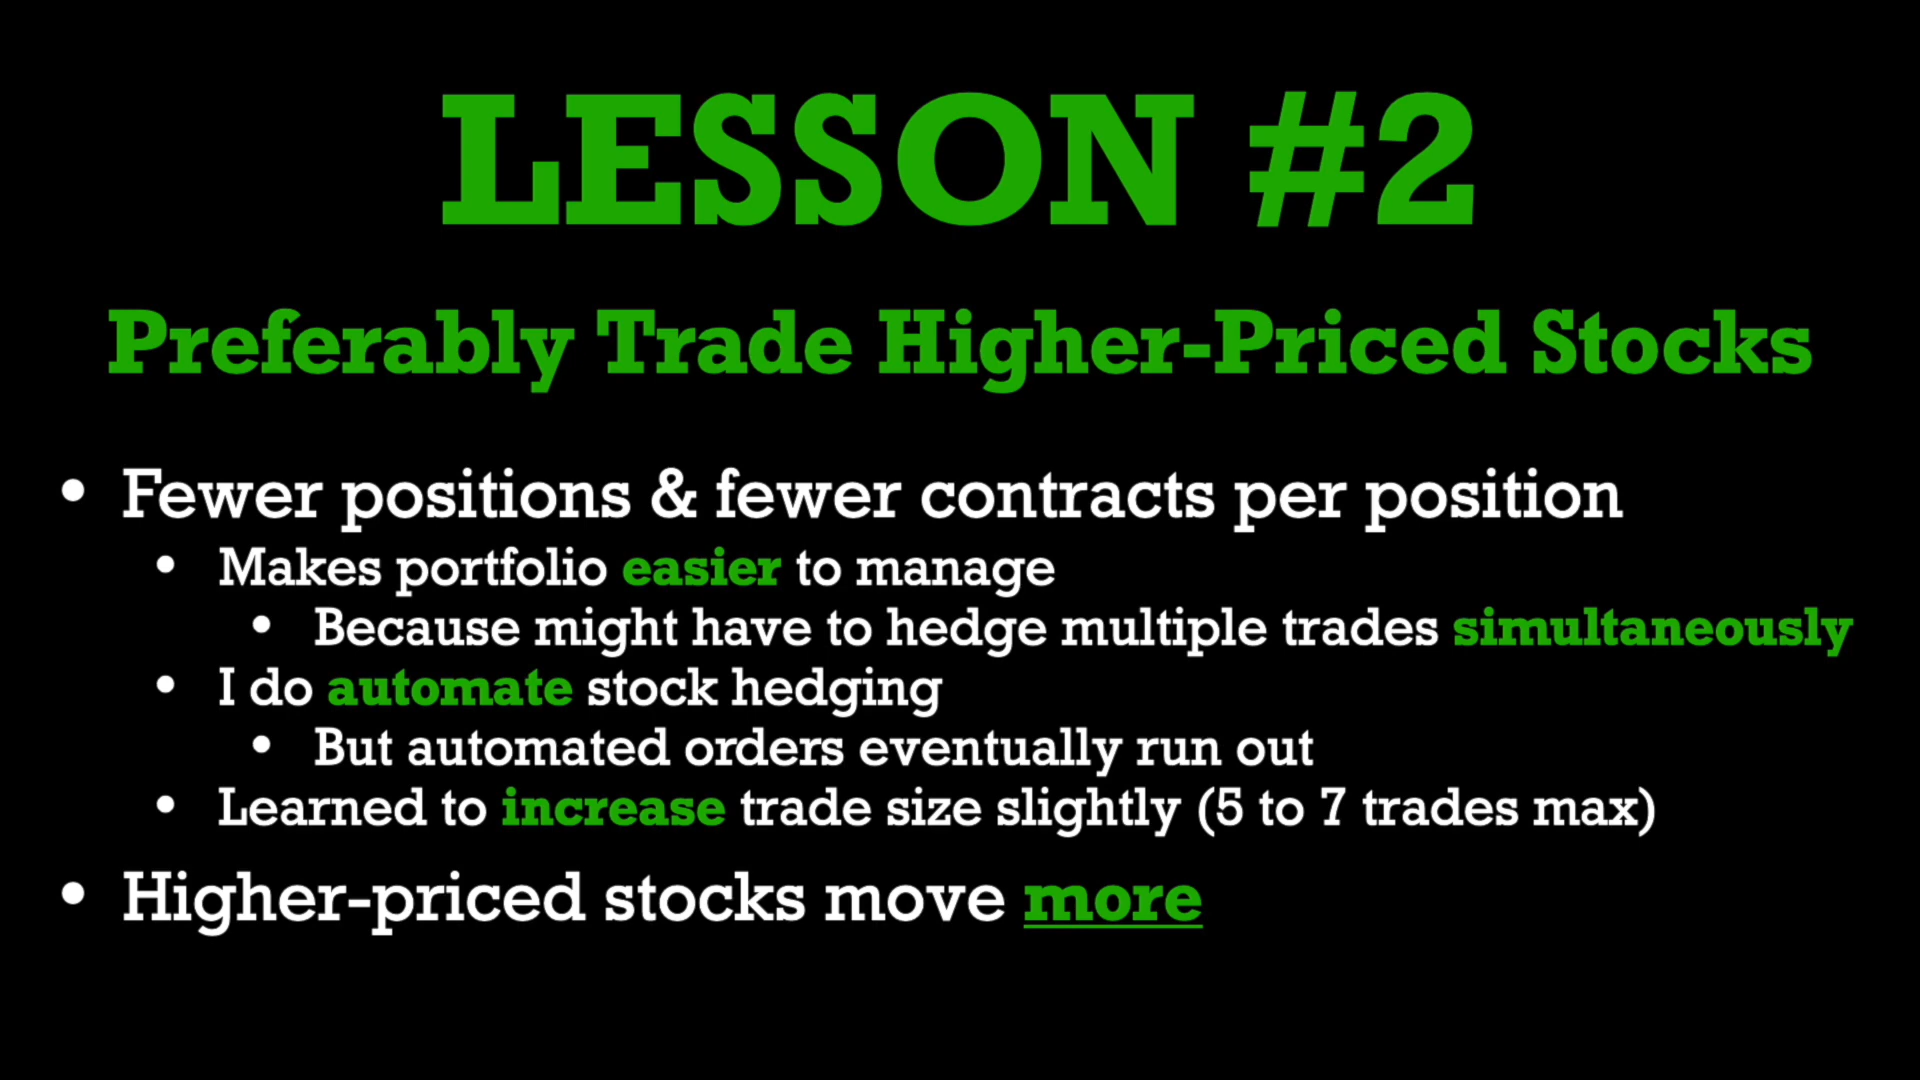 LESSON #2
Preferably Trade Higher-Priced Stocks
• Fewer positions & fewer contracts per position
• Makes portfolio easier to manage
• Because might have to hedge multiple trades simultaneously
• I do automate stock hedging
• But automated orders eventually run out
• Learned to increase trade size slightly (5 to 7 trades max)
• Higher-priced stocks move more